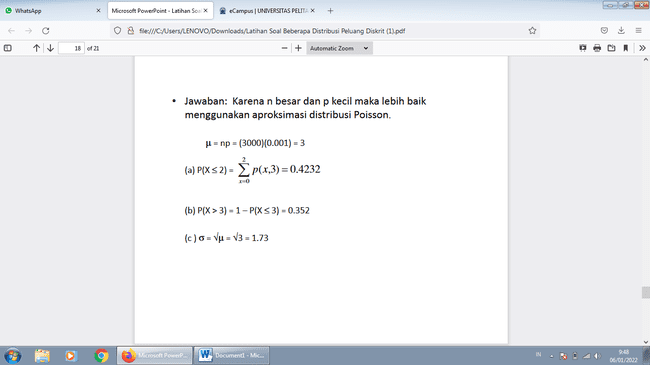 WhatsApp
Microsoft PowerPoint - Latihan Soa
eCampus | UNIVERSITAS PELITA
file:///C:/Users/LENOVO/Downloads/Latihan Soal Beberapa Distribusi Peluang Diskrit (1).pdf
18 of 21
Automatic Zoom
• Jawaban: Karena n besar dan p kecil maka lebih baik
menggunakan aproksimasi distribusi Poisson.
μ = np = (3000)(0.001) = 3
(a) P(X ≤ 2) = ∑_{x=0}^{2} p(x,3) = 0.4232
(b) P(X > 3) = 1 – P(X ≤ 3) = 0.352
(c ) σ = √μ = √3 = 1.73
Microsoft PowerP...
Document1 - Mic...
IN
9:48
06/01/2022